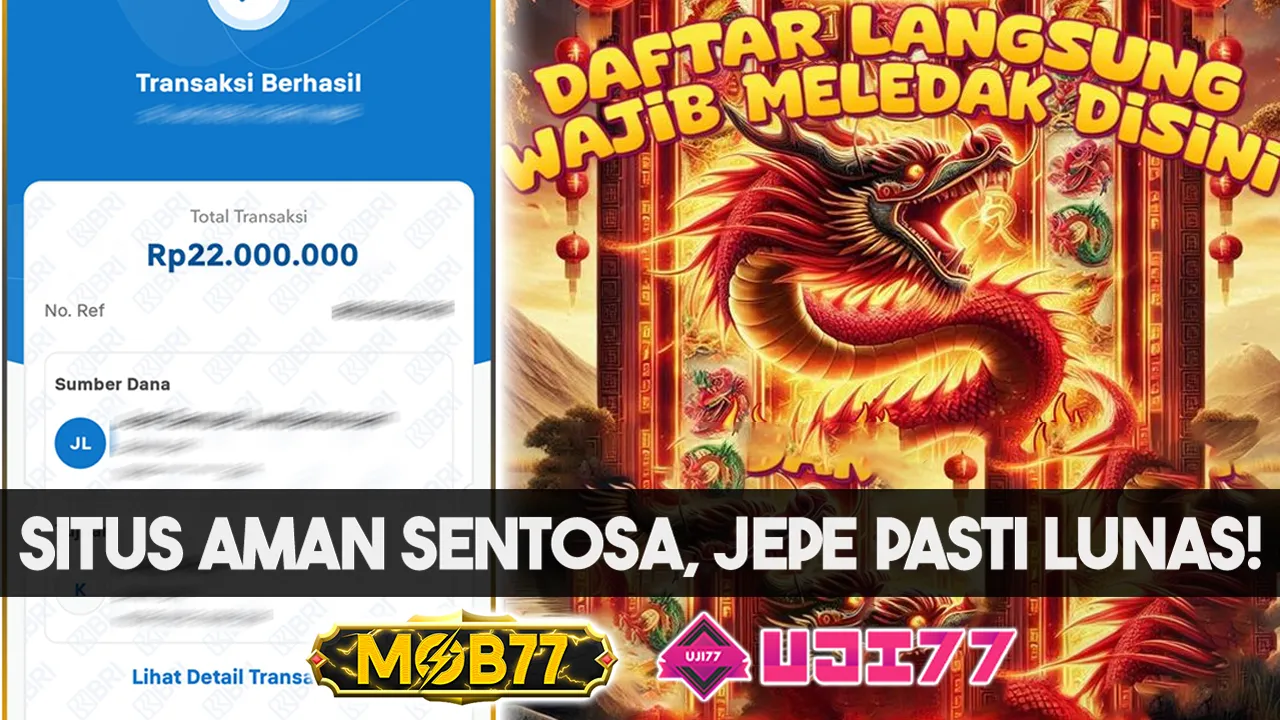 Transaksi Berhasil
Total Transaksi
Rp22.000.000
No. Ref
Sumber Dana
JL
K
Lihat Detail Transa
DAFTAR LANGSUNG
WAJIB MELEDAK DISINI
SITUS AMAN SENTOSA, JEPE PASTI LUNAS!
MOB77
UJI77
UJI77
BRI